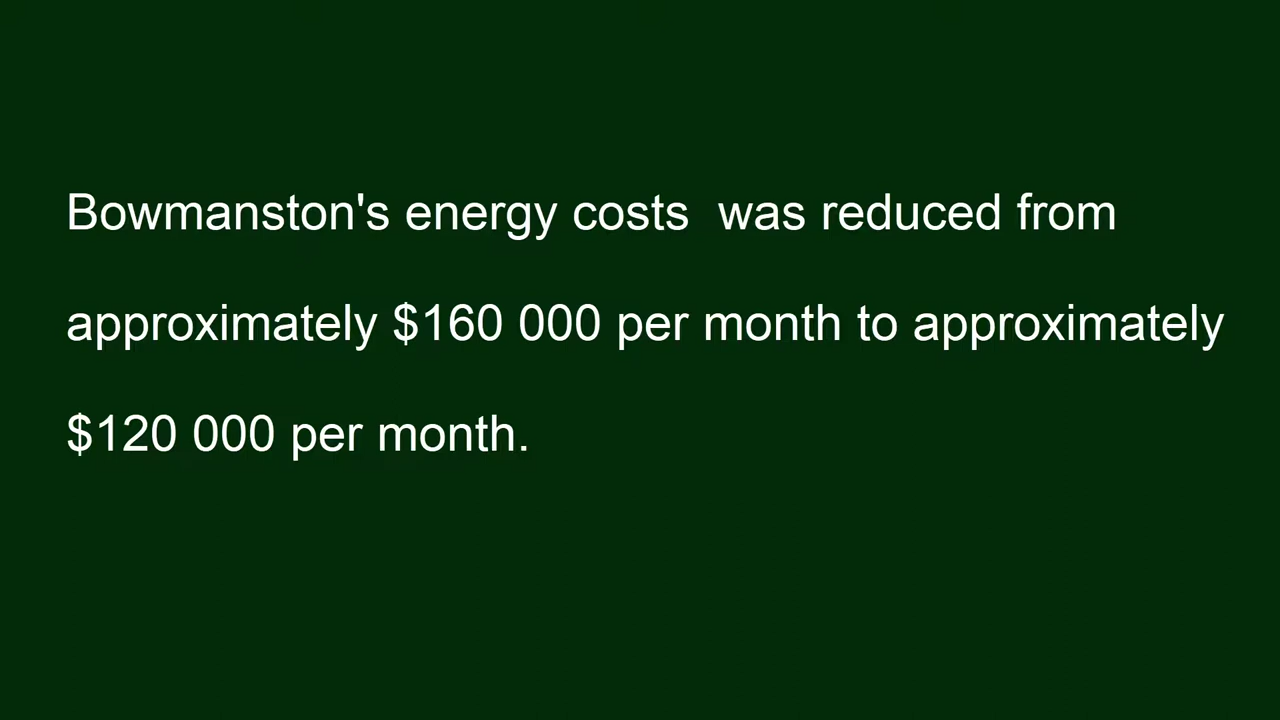 Bowmanston's energy costs  was reduced from
approximately $160 000 per month to approximately
$120 000 per month.